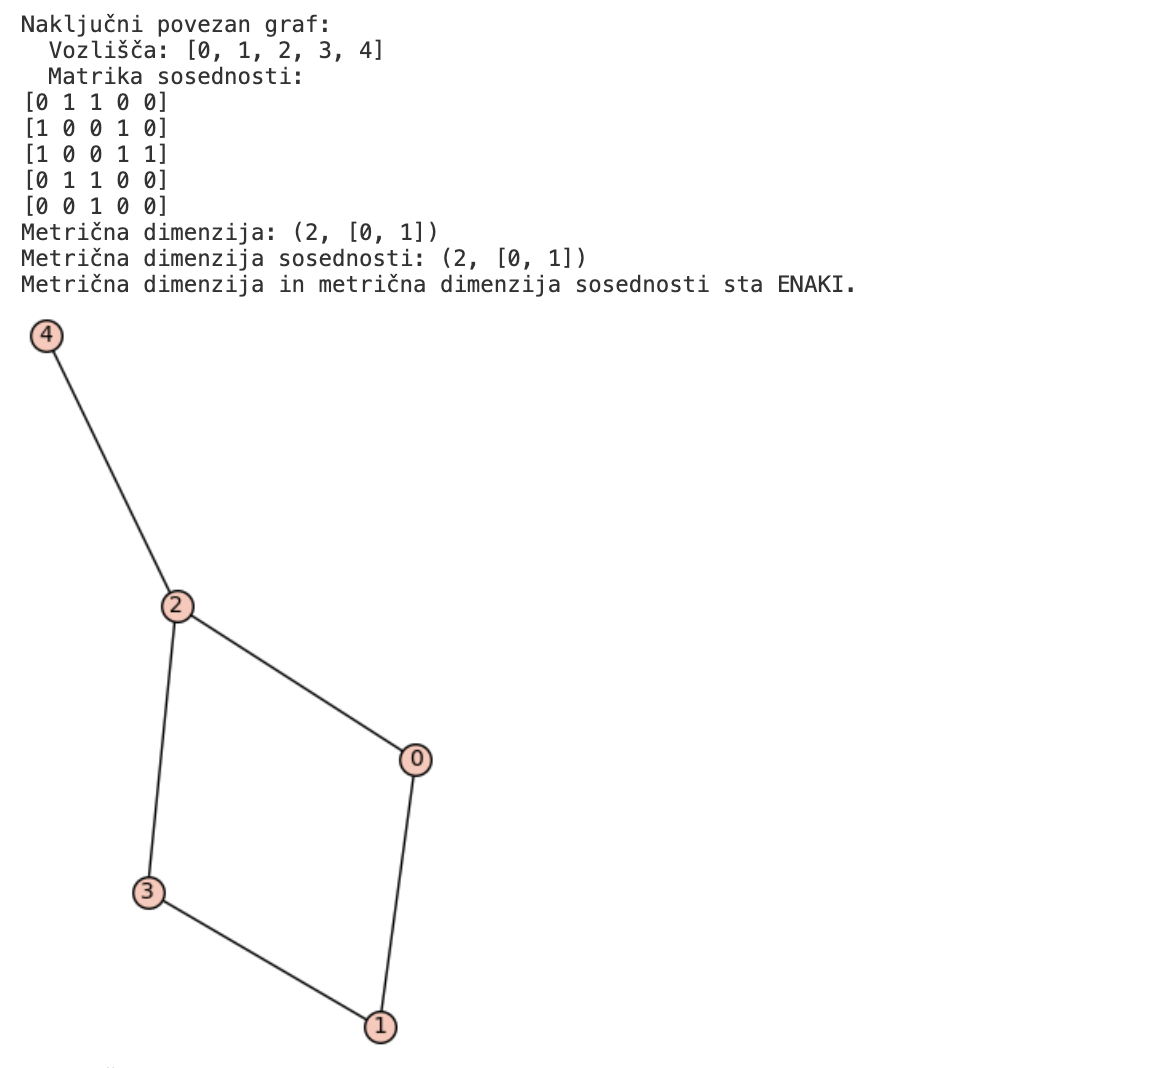 Naključni povezan graf:
Vozlišča: [0, 1, 2, 3, 4]
Matrika sosednosti:
[0 1 1 0 0]
[1 0 0 1 0]
[1 0 0 1 1]
[0 1 1 0 0]
[0 0 1 0 0]
Metrična dimenzija: (2, [0, 1])
Metrična dimenzija sosednosti: (2, [0, 1])
Metrična dimenzija in metrična dimenzija sosednosti sta ENAKI.
4
2
0
3
1